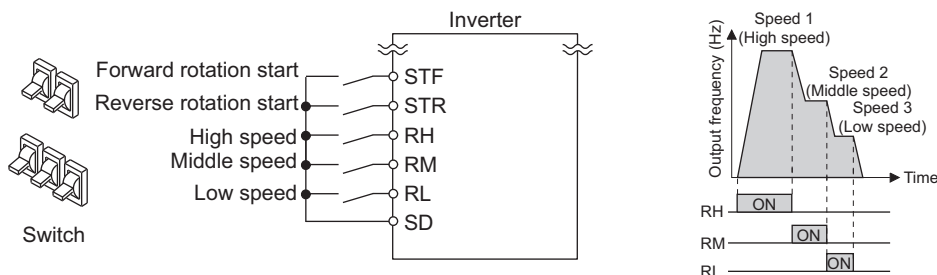 Inverter
Forward rotation start
STF
Reverse rotation start
STR
High speed
RH
Middle speed
RM
Low speed
RL
SD
Switch
Output frequency (Hz)
Speed 1
(High speed)
Speed 2
(Middle speed)
Speed 3
(Low speed)
Time
RH
ON
RM
ON
RL
ON